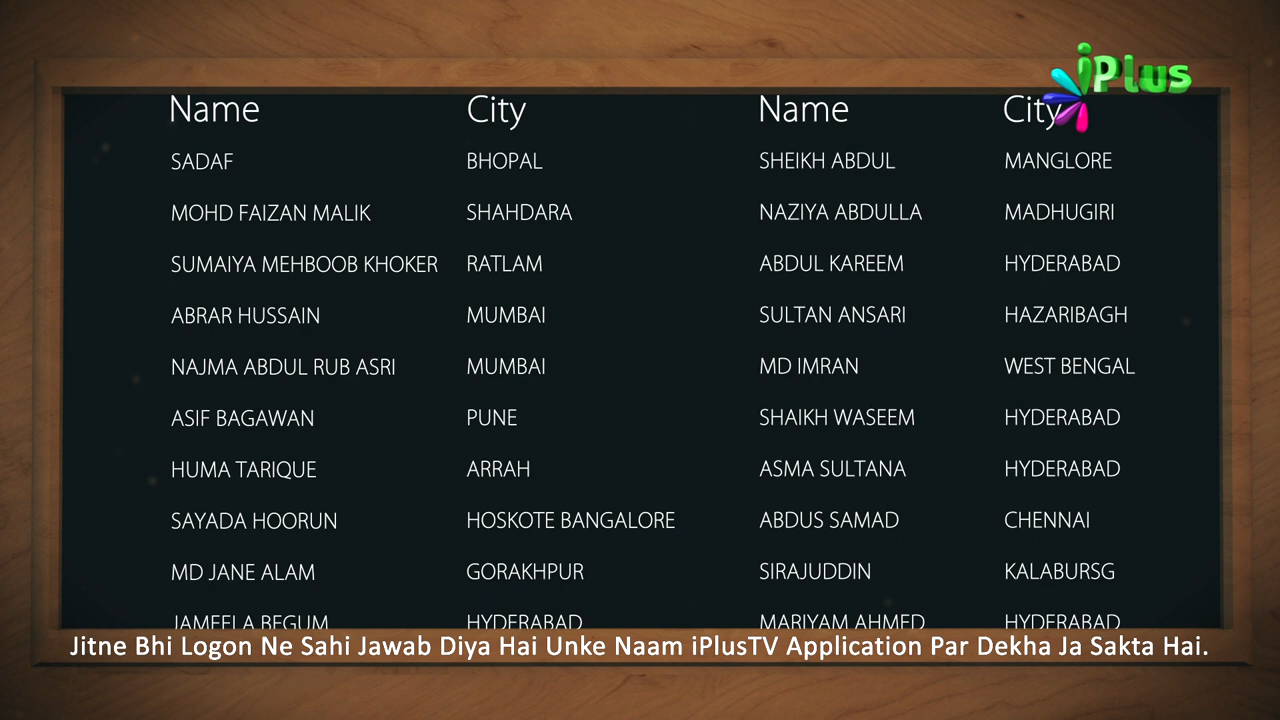 iPlus
Name City Name City
SADAF BHOPAL SHEIKH ABDUL MANGLORE
MOHD FAIZAN MALIK SHAHDARA NAZIYA ABDULLA MADHUGIRI
SUMAIYA MEHBOOB KHOKER RATLAM ABDUL KAREEM HYDERABAD
ABRAR HUSSAIN MUMBAI SULTAN ANSARI HAZARIBAGH
NAJMA ABDUL RUB ASRI MUMBAI MD IMRAN WEST BENGAL
ASIF BAGAWAN PUNE SHAIKH WASEEM HYDERABAD
HUMA TARIQUE ARRAH ASMA SULTANA HYDERABAD
SAYADA HOORUN HOSKOTE BANGALORE ABDUS SAMAD CHENNAI
MD JANE ALAM GORAKHPUR SIRAJUDDIN KALABURSG
JAMEELA BEGUM HYDERABAD MARIYAM AHMED HYDERABAD
Jitne Bhi Logon Ne Sahi Jawab Diya Hai Unke Naam iPlusTV Application Par Dekha Ja Sakta Hai.